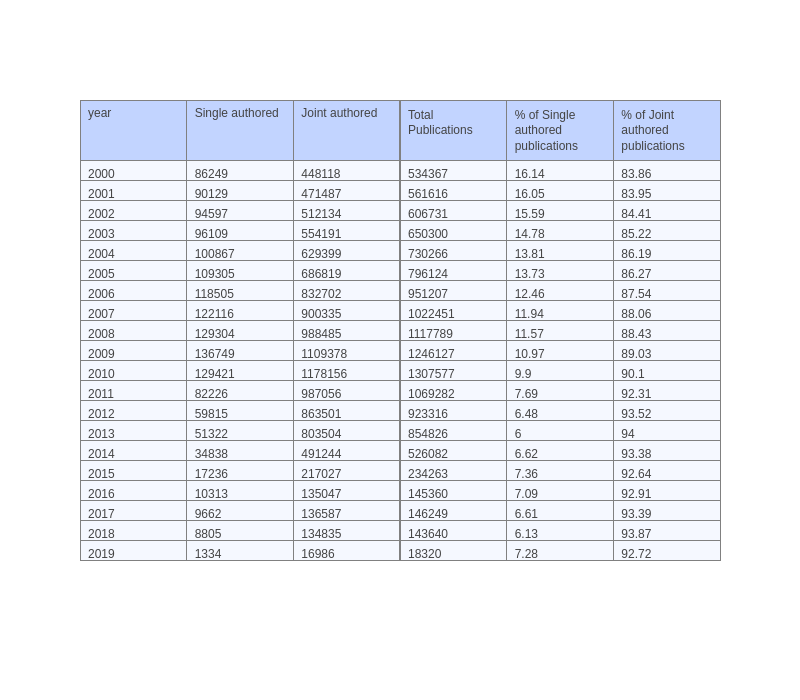 year Single authored Joint authored Total Publications % of Single authored publications % of Joint authored publications
2000 86249 448118 534367 16.14 83.86
2001 90129 471487 561616 16.05 83.95
2002 94597 512134 606731 15.59 84.41
2003 96109 554191 650300 14.78 85.22
2004 100867 629399 730266 13.81 86.19
2005 109305 686819 796124 13.73 86.27
2006 118505 832702 951207 12.46 87.54
2007 122116 900335 1022451 11.94 88.06
2008 129304 988485 1117789 11.57 88.43
2009 136749 1109378 1246127 10.97 89.03
2010 129421 1178156 1307577 9.9 90.1
2011 82226 987056 1069282 7.69 92.31
2012 59815 863501 923316 6.48 93.52
2013 51322 803504 854826 6 94
2014 34838 491244 526082 6.62 93.38
2015 17236 217027 234263 7.36 92.64
2016 10313 135047 145360 7.09 92.91
2017 9662 136587 146249 6.61 93.39
2018 8805 134835 143640 6.13 93.87
2019 1334 16986 18320 7.28 92.72